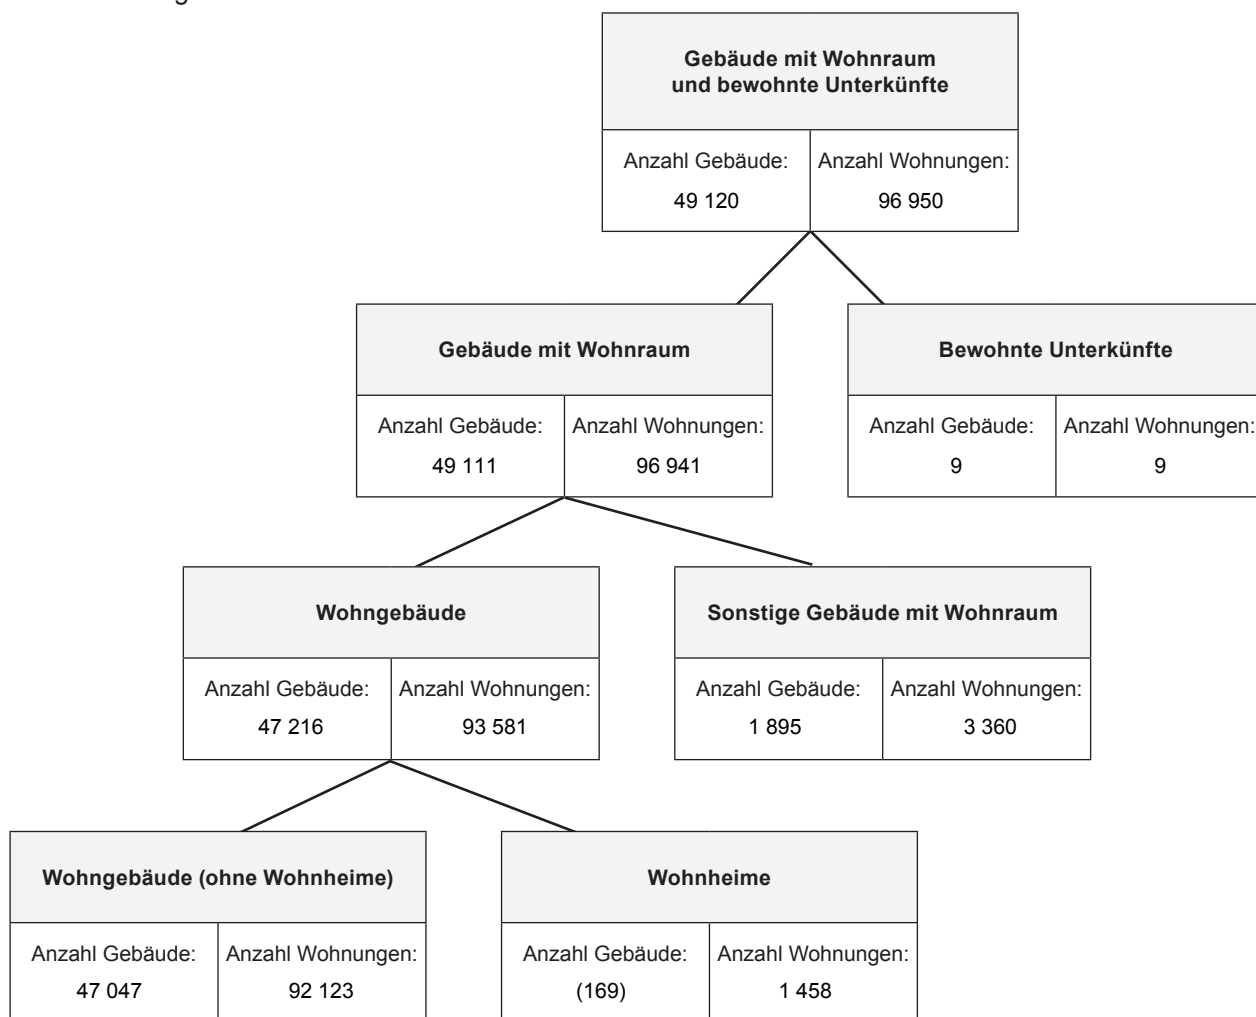 Gebäude mit Wohnraum
und bewohnte Unterkünfte
Anzahl Gebäude: Anzahl Wohnungen:
49 120 96 950
Gebäude mit Wohnraum
Anzahl Gebäude: Anzahl Wohnungen:
49 111 96 941
Bewohnte Unterkünfte
Anzahl Gebäude: Anzahl Wohnungen:
9 9
Wohngebäude
Anzahl Gebäude: Anzahl Wohnungen:
47 216 93 581
Sonstige Gebäude mit Wohnraum
Anzahl Gebäude: Anzahl Wohnungen:
1 895 3 360
Wohngebäude (ohne Wohnheime)
Anzahl Gebäude: Anzahl Wohnungen:
47 047 92 123
Wohnheime
Anzahl Gebäude: Anzahl Wohnungen:
(169) 1 458